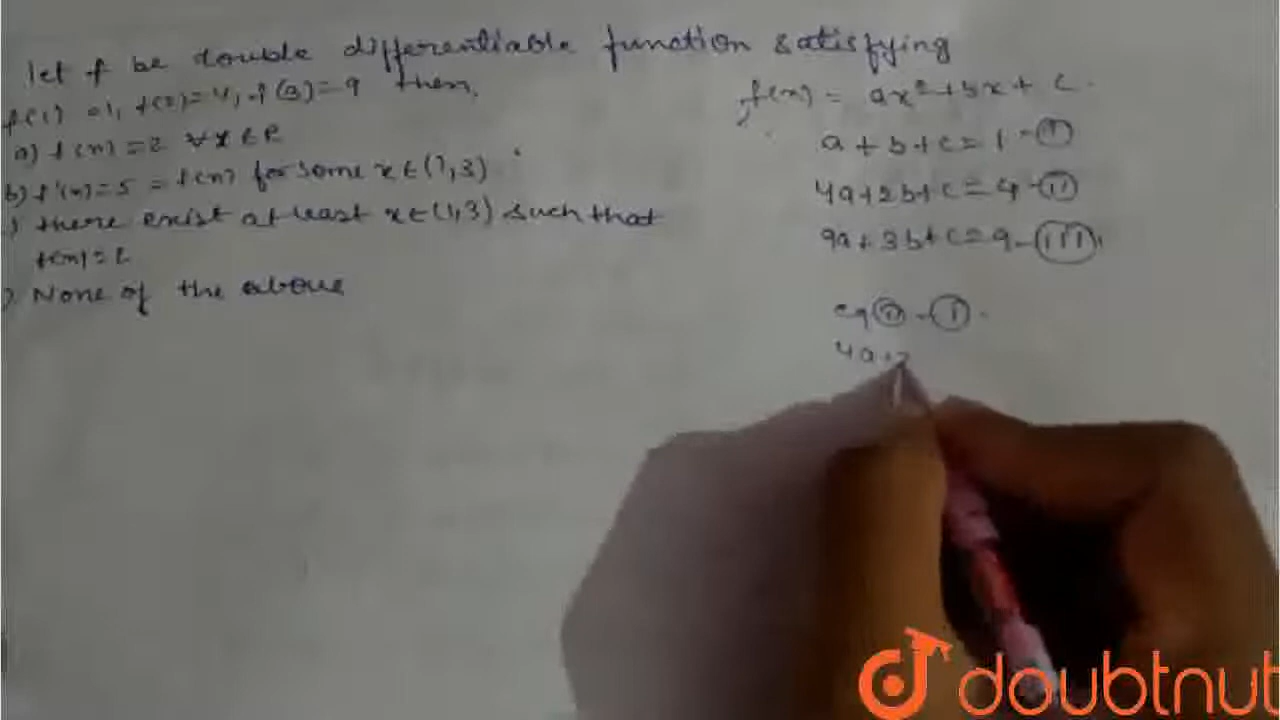 let f be double differentiable function satisfying
f(1) = 1, f(2) = 4, f(3) = 9 then,
a) f(x) = 2 ∀ x ∈ R
b) f'(x) = 5 = f(x) for some x ∈ (1,3)
) there exist at least x ∈ (1,3) such that
f(x) = 2
) None of the above
f(x) = ax²+bx+c.
a+b+c=1-(I)
4a+2b+c=4-(II)
9a+3b+c=9-(III)
eq (II) - (I)
4a+2
doubtnut